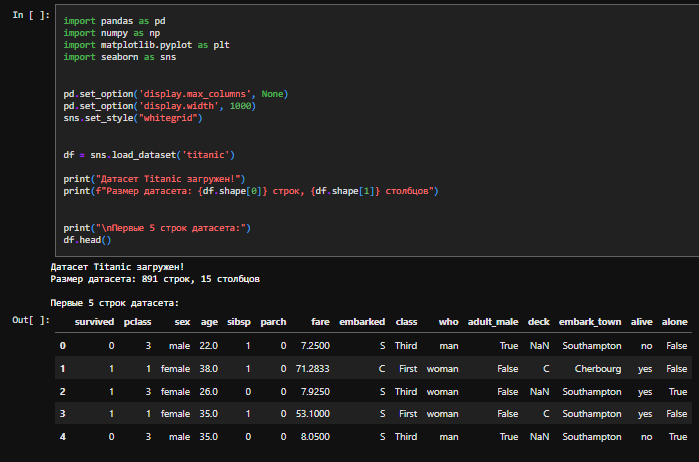 In [ ]:
import pandas as pd
import numpy as np
import matplotlib.pyplot as plt
import seaborn as sns
pd.set_option('display.max_columns', None)
pd.set_option('display.width', 1000)
sns.set_style("whitegrid")
df = sns.load_dataset('titanic')
print("Датасет Titanic загружен!")
print(f"Размер датасета: {df.shape[0]} строк, {df.shape[1]} столбцов")
print("\nПервые 5 строк датасета:")
df.head()
Датасет Titanic загружен!
Размер датасета: 891 строк, 15 столбцов
Первые 5 строк датасета:
Out[ ]:
survived pclass sex age sibsp parch fare embarked class who adult_male deck embark_town alive alone
0 0 3 male 22.0 1 0 7.2500 S Third man True NaN Southampton no False
1 1 1 female 38.0 1 0 71.2833 C First woman False C Cherbourg yes False
2 1 3 female 26.0 0 0 7.9250 S Third woman False NaN Southampton yes True
3 1 1 female 35.0 1 0 53.1000 S First woman False C Southampton yes False
4 0 3 male 35.0 0 0 8.0500 S Third man True NaN Southampton no True